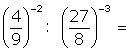 (4/9)⁻² : (27/8)⁻³ =